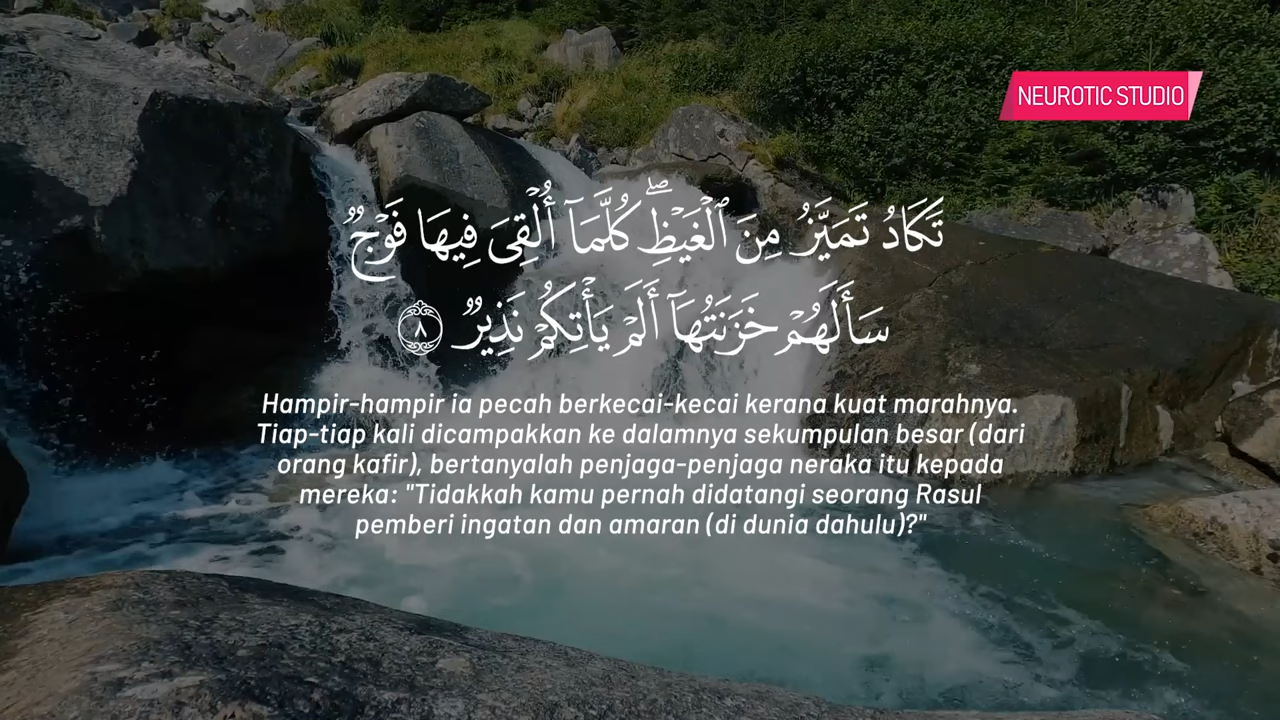 NEUROTIC STUDIO
تَكَادُ تَمَيَّزُ مِنَ ٱلْغَيْظِ ۖ كُلَّمَآ أُلْقِىَ فِيهَا فَوْجٌ
سَأَلَهُمْ خَزَنَتُهَآ أَلَمْ يَأْتِكُمْ نَذِيرٌ ٨
Hampir-hampir ia pecah berkecai-kecai kerana kuat marahnya.
Tiap-tiap kali dicampakkan ke dalamnya sekumpulan besar (dari
orang kafir), bertanyalah penjaga-penjaga neraka itu kepada
mereka: "Tidakkah kamu pernah didatangi seorang Rasul
pemberi ingatan dan amaran (di dunia dahulu)?"